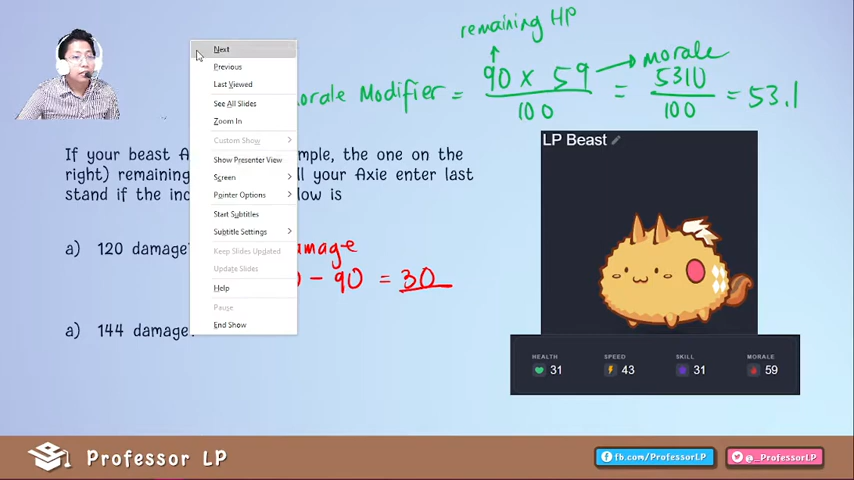 remaining HP
orale Modifier = 90 x 59 / 100 = 5310 / 100 = 53.1
morale
Next
Previous
Last Viewed
See All Slides
Zoom In
Custom Show
Show Presenter View
Screen
Pointer Options
Start Subtitles
Subtitle Settings
Keep Slides Updated
Update Slides
Help
Pause
End Show
If your beast A mple, the one on the
right) remaining ll your Axie enter last
stand if the inc low is
a) 120 damage? amage
- 90 = 30
a) 144 damage
LP Beast
HEALTH SPEED SKILL MORALE
31 43 31 59
Professor LP
fb.com/ProfessorLP
@_ProfessorLP